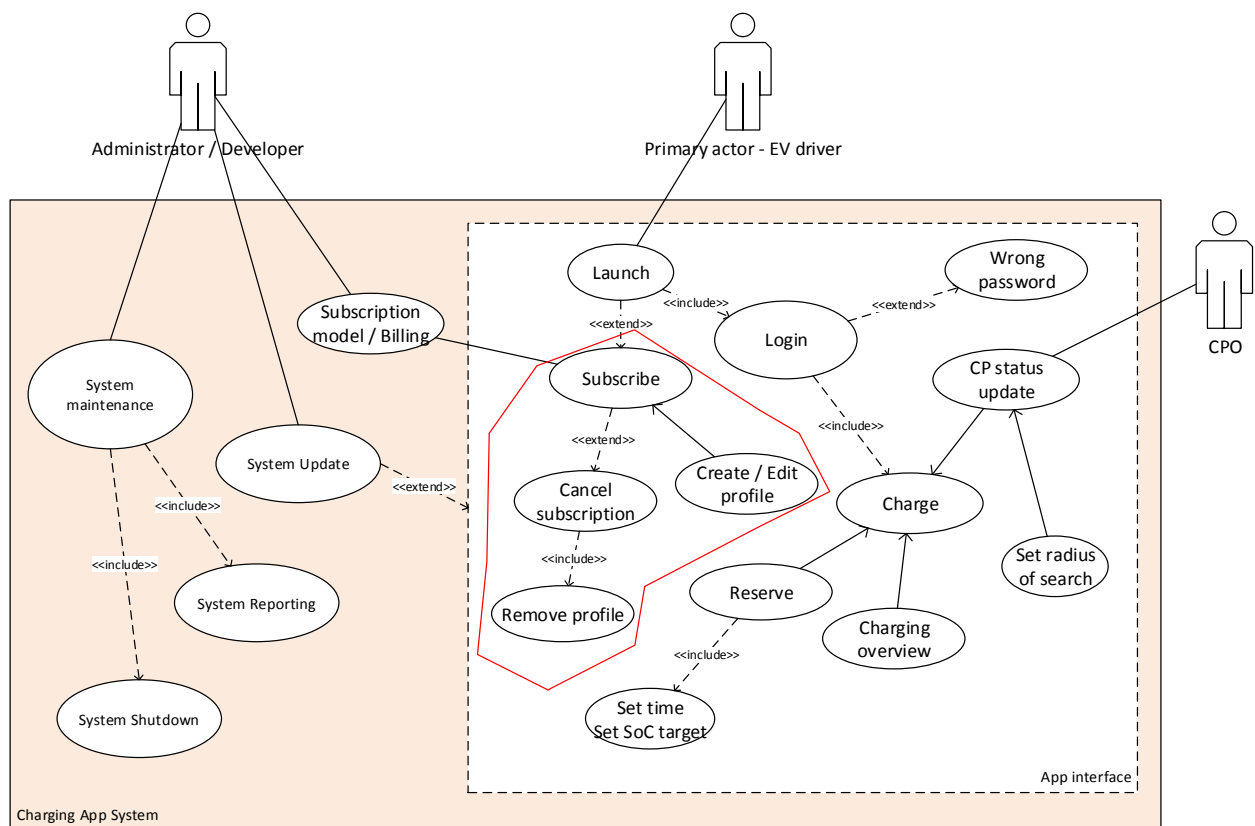 Administrator / Developer
Primary actor - EV driver
CPO
Launch
<<include>>
<<extend>>
Wrong
password
<<extend>>
Login
Subscription
model / Billing
Subscribe
CP status
update
System
maintenance
<<include>>
<<extend>>
System Update
<<extend>>
Create / Edit
profile
Cancel
subscription
Charge
<<include>>
<<include>>
<<include>>
Set radius
of search
System Reporting
Remove profile
Reserve
Charging
overview
<<include>>
System Shutdown
Set time
Set SoC target
App interface
Charging App System